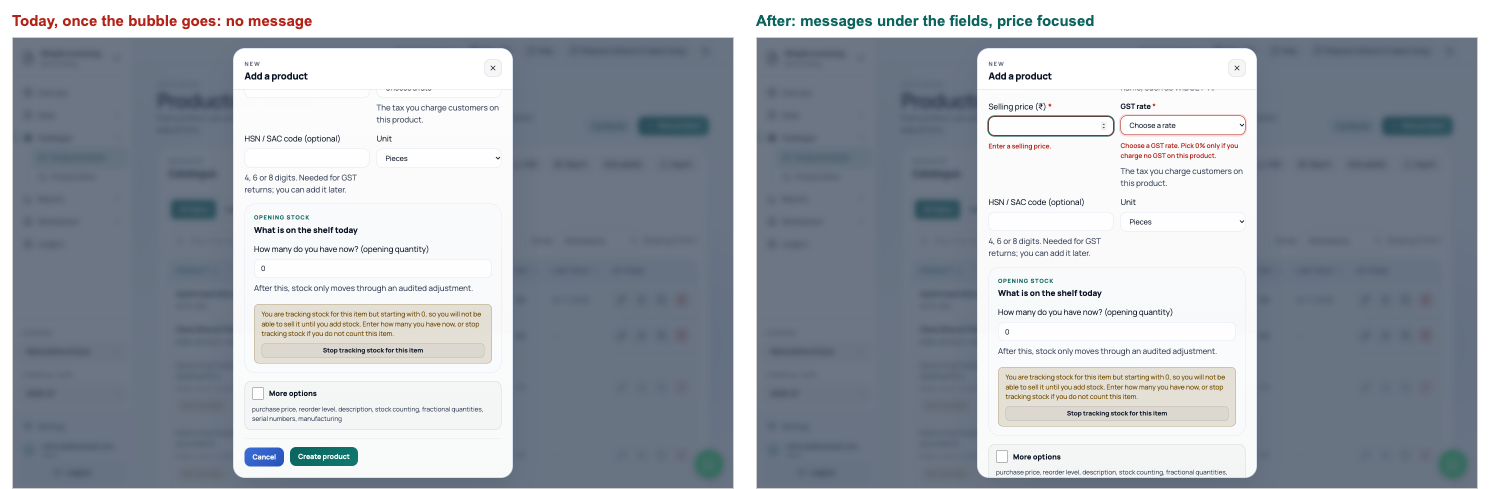 Today, once the bubble goes: no message
NEW
Add a product
The tax you charge customers on
this product.
HSN / SAC code (optional)
Unit
Pieces
4, 6 or 8 digits. Needed for GST
returns; you can add it later.
OPENING STOCK
What is on the shelf today
How many do you have now? (opening quantity)
0
After this, stock only moves through an audited adjustment.
You are tracking stock for this item but starting with 0, so you will not be
able to sell it until you add stock. Enter how many you have now, or stop
tracking stock if you do not count this item.
Stop tracking stock for this item
More options
purchase price, reorder level, description, stock counting, fractional quantities,
serial numbers, manufacturing
Cancel
Create product
After: messages under the fields, price focused
NEW
Add a product
Selling price (₹) *
GST rate *
Choose a rate
Enter a selling price.
Choose a GST rate. Pick 0% only if you
charge no GST on this product.
The tax you charge customers on
this product.
HSN / SAC code (optional)
Unit
Pieces
4, 6 or 8 digits. Needed for GST
returns; you can add it later.
OPENING STOCK
What is on the shelf today
How many do you have now? (opening quantity)
0
After this, stock only moves through an audited adjustment.
You are tracking stock for this item but starting with 0, so you will not be
able to sell it until you add stock. Enter how many you have now, or stop
tracking stock if you do not count this item.
Stop tracking stock for this item
More options
purchase price, reorder level, description, stock counting, fractional quantities,